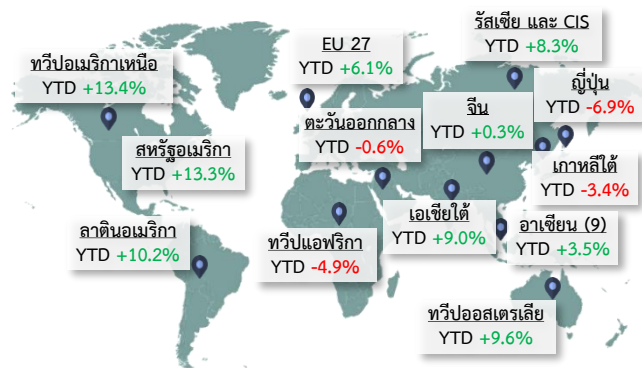 รัสเซีย และ CIS
YTD +8.3%
EU 27
YTD +6.1%
ทวีปอเมริกาเหนือ
YTD +13.4%
ญี่ปุ่น
YTD -6.9%
จีน
YTD +0.3%
ตะวันออกกลาง
YTD -0.6%
สหรัฐอเมริกา
YTD +13.3%
เกาหลีใต้
YTD -3.4%
เอเชียใต้
YTD +9.0%
อาเซียน (9)
YTD +3.5%
ลาตินอเมริกา
YTD +10.2%
ทวีปแอฟริกา
YTD -4.9%
ทวีปออสเตรเลีย
YTD +9.6%